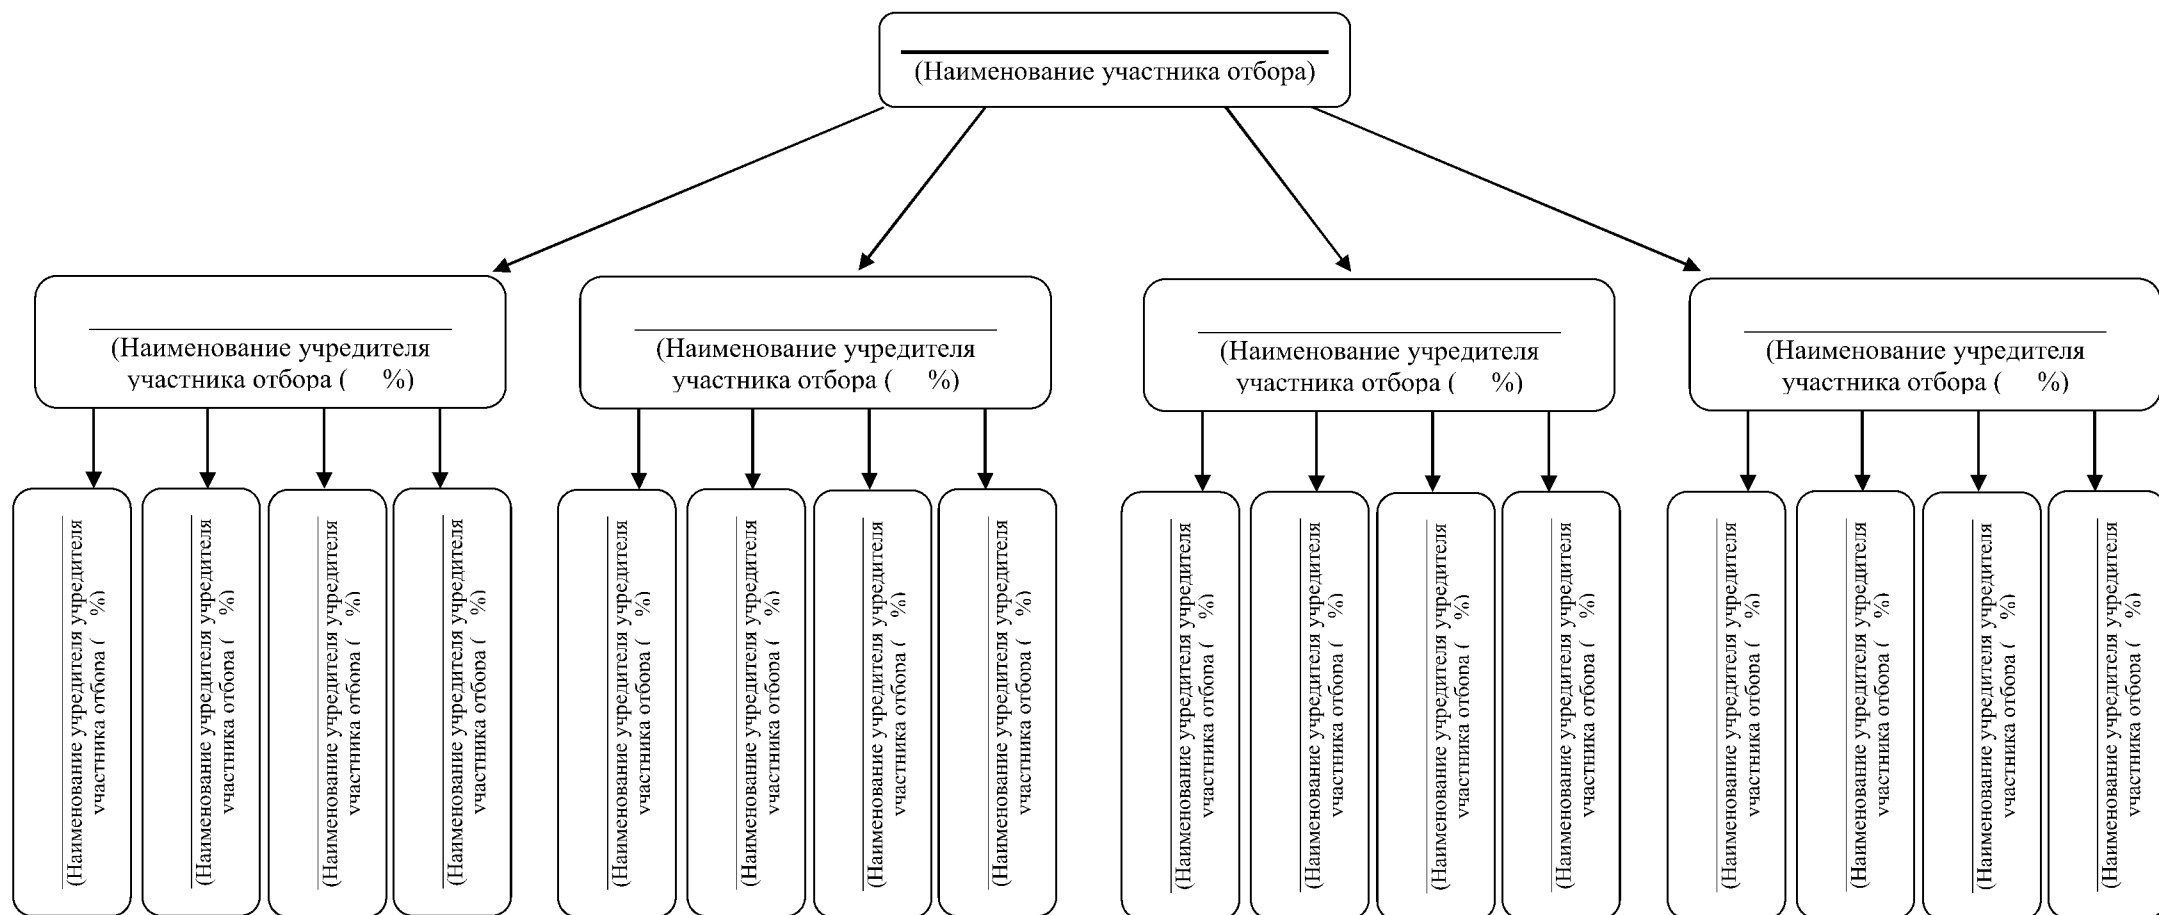 (Наименование участника отбора)
(Наименование учредителя
участника отбора ( %)
(Наименование учредителя
участника отбора ( %)
(Наименование учредителя
участника отбора ( %)
(Наименование учредителя
участника отбора ( %)
(Наименование учредителя учредителя
участника отбора ( %)
(Наименование учредителя учредителя
участника отбора ( %)
(Наименование учредителя учредителя
участника отбора ( %)
(Наименование учредителя учредителя
участника отбора ( %)
(Наименование учредителя учредителя
участника отбора ( %)
(Наименование учредителя учредителя
участника отбора ( %)
(Наименование учредителя учредителя
участника отбора ( %)
(Наименование учредителя учредителя
участника отбора ( %)
(Наименование учредителя учредителя
участника отбора ( %)
(Наименование учредителя учредителя
участника отбора ( %)
(Наименование учредителя учредителя
участника отбора ( %)
(Наименование учредителя учредителя
участника отбора ( %)
(Наименование учредителя учредителя
участника отбора ( %)
(Наименование учредителя учредителя
участника отбора ( %)
(Наименование учредителя учредителя
участника отбора ( %)
(Наименование учредителя учредителя
участника отбора ( %)